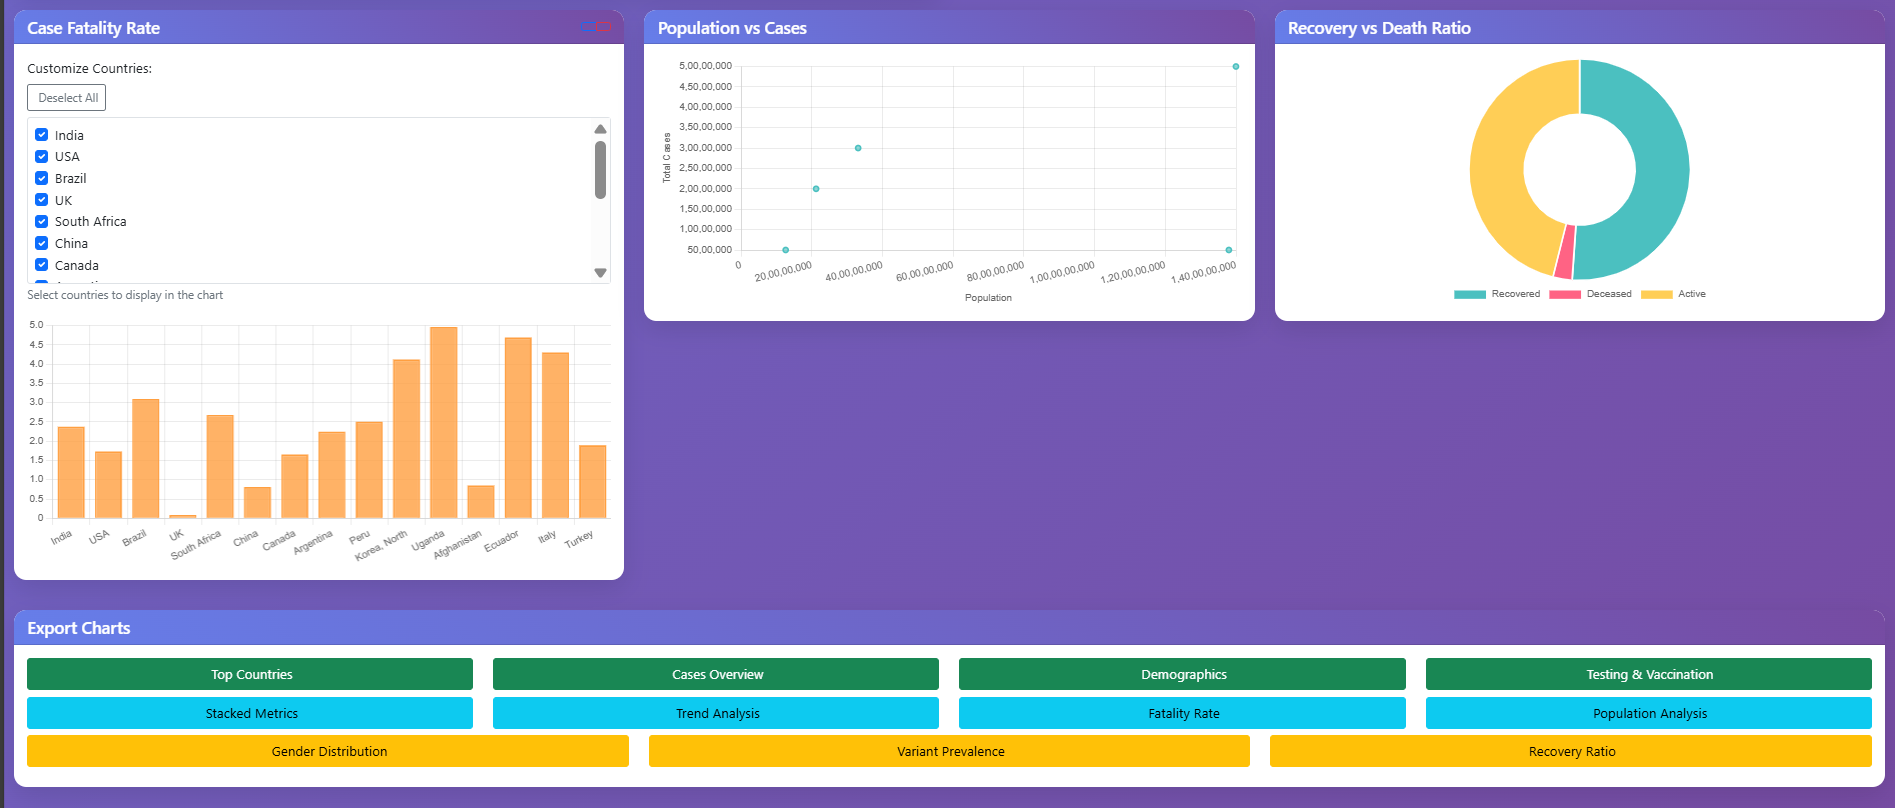 Case Fatality Rate
Customize Countries:
Deselect All
India
USA
Brazil
UK
South Africa
China
Canada
Select countries to display in the chart
5.0
4.5
4.0
3.5
3.0
2.5
2.0
1.5
1.0
0.5
0
India USA Brazil UK South Africa China Canada Argentina Peru Korea, North Uganda Afghanistan Ecuador Italy Turkey
Population vs Cases
Total Cases
5,00,00,000
4,50,00,000
4,00,00,000
3,50,00,000
3,00,00,000
2,50,00,000
2,00,00,000
1,50,00,000
1,00,00,000
50,00,000
0 20,00,00,000 40,00,00,000 60,00,00,000 80,00,00,000 1,00,00,00,000 1,20,00,00,000 1,40,00,00,000
Population
Recovery vs Death Ratio
Recovered Deceased Active
Export Charts
Top Countries Cases Overview Demographics Testing & Vaccination
Stacked Metrics Trend Analysis Fatality Rate Population Analysis
Gender Distribution Variant Prevalence Recovery Ratio